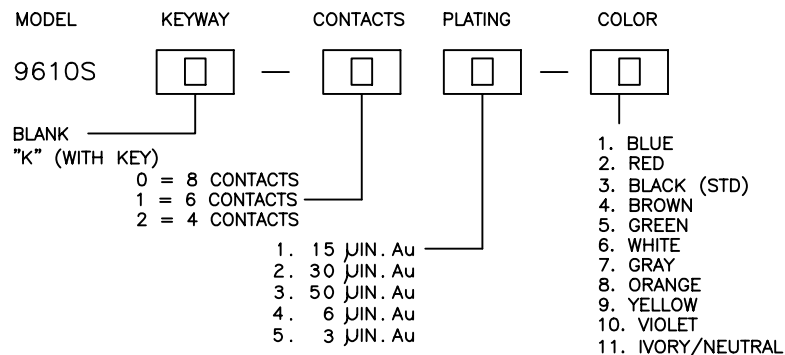 MODEL KEYWAY CONTACTS PLATING COLOR
9610S — —
BLANK
"K" (WITH KEY)
0 = 8 CONTACTS
1 = 6 CONTACTS
2 = 4 CONTACTS
1. 15 µIN.Au
2. 30 µIN.Au
3. 50 µIN.Au
4. 6 µIN.Au
5. 3 µIN.Au
1. BLUE
2. RED
3. BLACK (STD)
4. BROWN
5. GREEN
6. WHITE
7. GRAY
8. ORANGE
9. YELLOW
10. VIOLET
11. IVORY/NEUTRAL